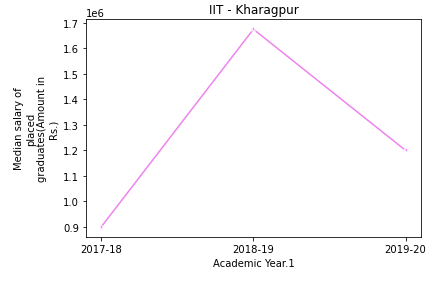 IIT - Kharagpur
1e6
1.7
1.6
1.5
1.4
1.3
1.2
1.1
1.0
0.9
Median salary of
placed
graduates(Amount in
Rs.)
2017-18 2018-19 2019-20
Academic Year.1